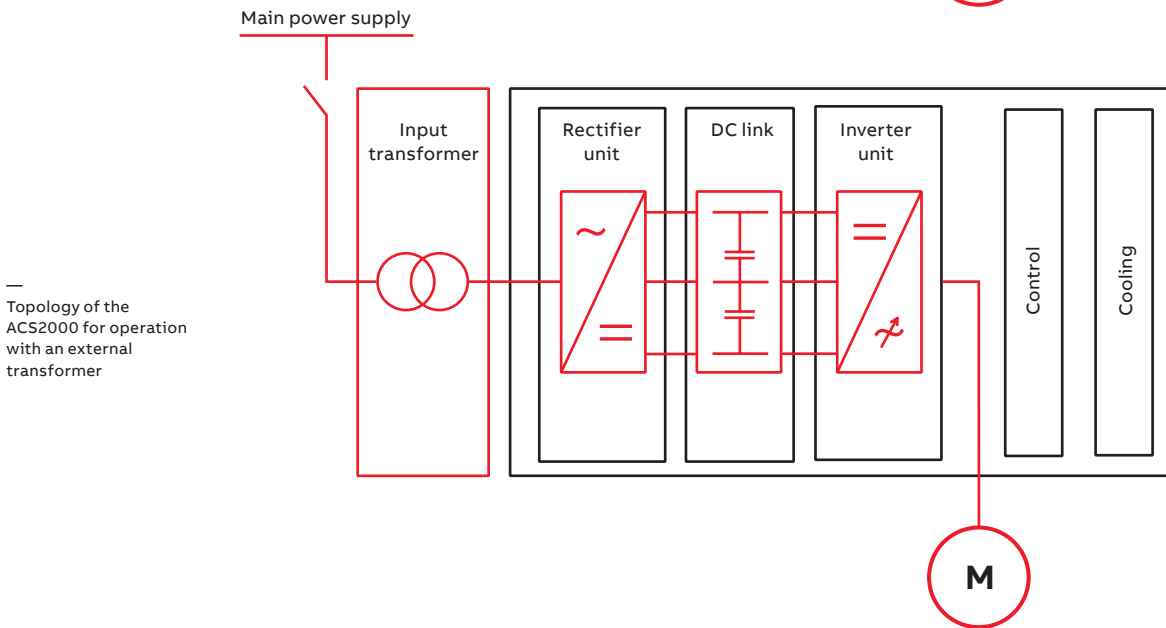 Main power supply
Input
transformer
Rectifier
unit
DC link
Inverter
unit
Control
Cooling
—
Topology of the
ACS2000 for operation
with an external
transformer
M